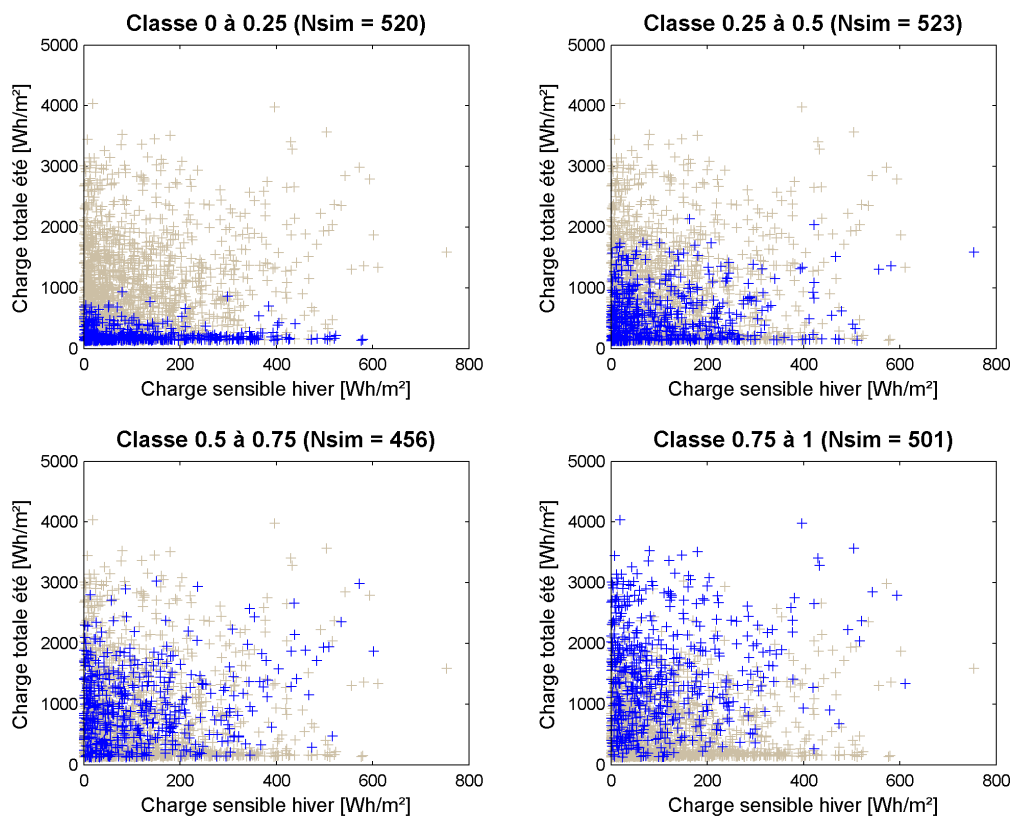 Classe 0 à 0.25 (Nsim = 520)
5000
4000
3000
2000
1000
0
Charge totale été [Wh/m²]
0 200 400 600 800
Charge sensible hiver [Wh/m²]
Classe 0.25 à 0.5 (Nsim = 523)
5000
4000
3000
2000
1000
0
Charge totale été [Wh/m²]
0 200 400 600 800
Charge sensible hiver [Wh/m²]
Classe 0.5 à 0.75 (Nsim = 456)
5000
4000
3000
2000
1000
0
Charge totale été [Wh/m²]
0 200 400 600 800
Charge sensible hiver [Wh/m²]
Classe 0.75 à 1 (Nsim = 501)
5000
4000
3000
2000
1000
0
Charge totale été [Wh/m²]
0 200 400 600 800
Charge sensible hiver [Wh/m²]